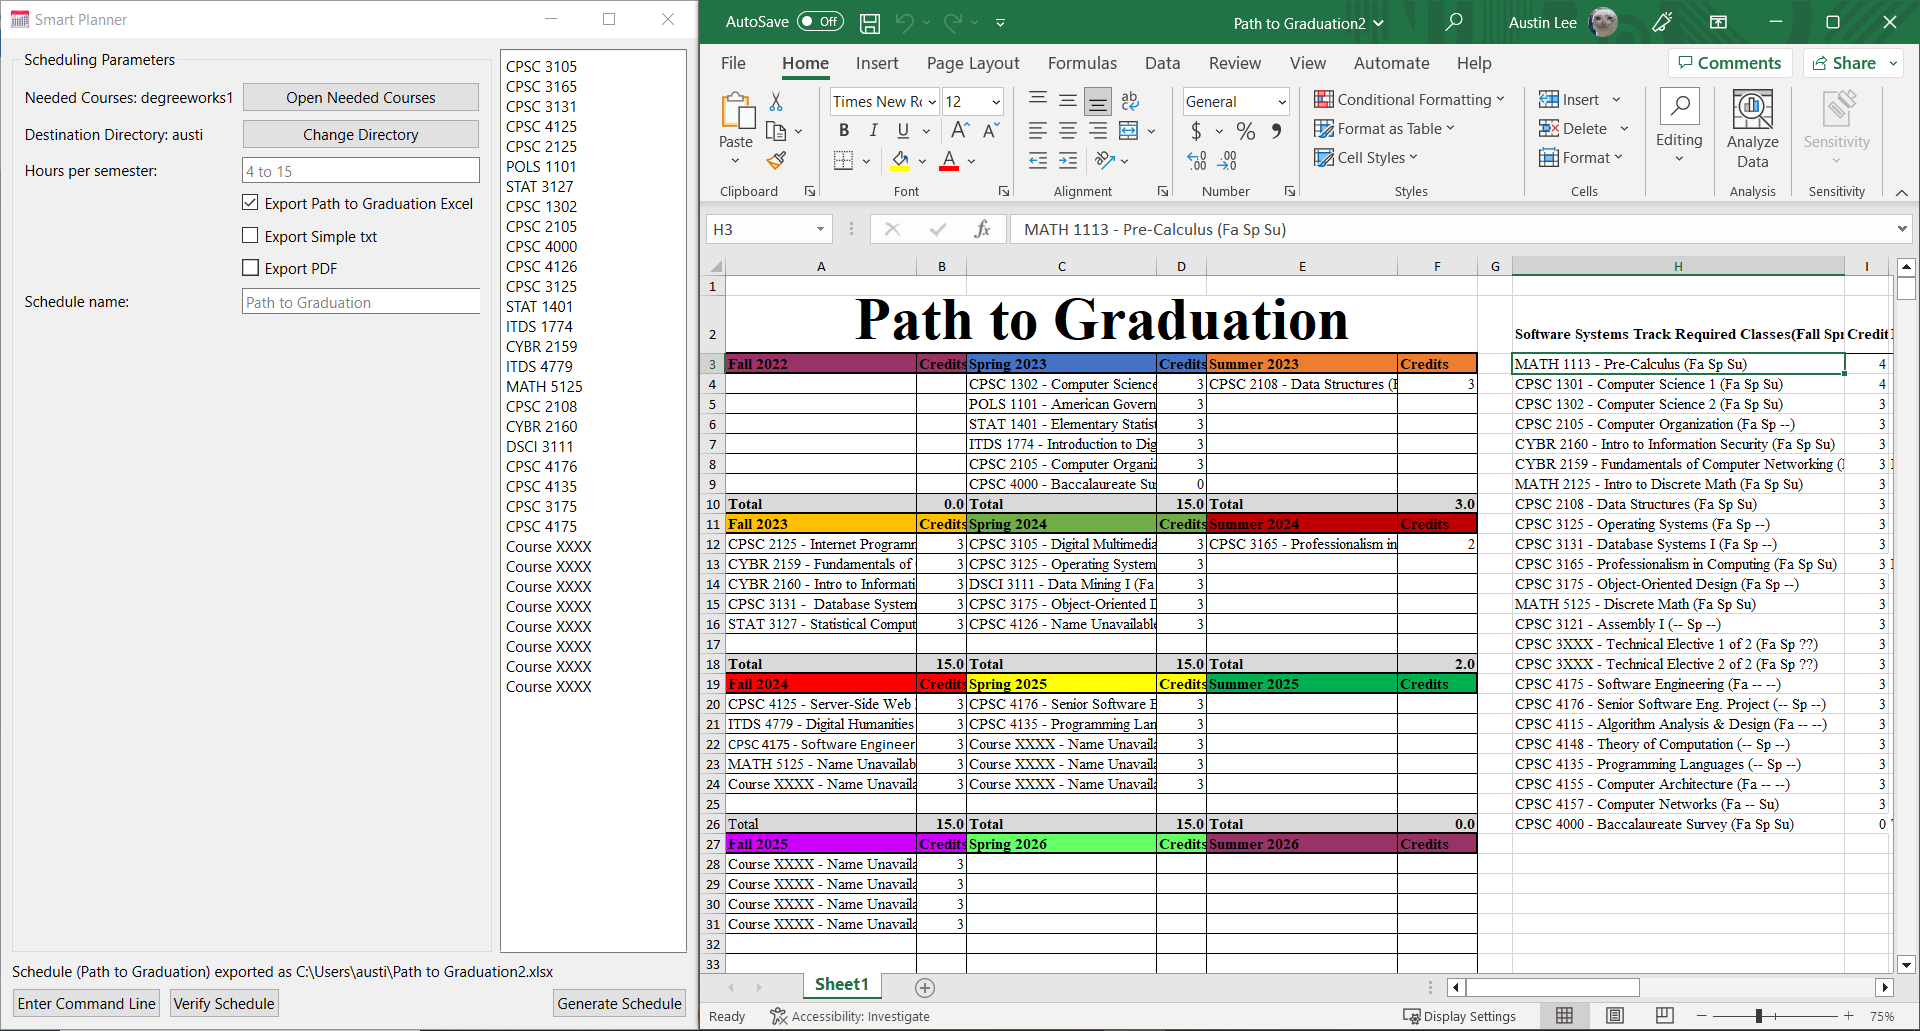 Smart Planner
Scheduling Parameters
Needed Courses: degreeworks1
Open Needed Courses
Destination Directory: austi
Change Directory
Hours per semester:
4 to 15
Export Path to Graduation Excel
Export Simple txt
Export PDF
Schedule name:
Path to Graduation
CPSC 3105
CPSC 3165
CPSC 3131
CPSC 4125
CPSC 2125
POLS 1101
STAT 3127
CPSC 1302
CPSC 2105
CPSC 4000
CPSC 4126
CPSC 3125
STAT 1401
ITDS 1774
CYBR 2159
ITDS 4779
MATH 5125
CPSC 2108
CYBR 2160
DSCI 3111
CPSC 4176
CPSC 4135
CPSC 3175
CPSC 4175
Course XXXX
Course XXXX
Course XXXX
Course XXXX
Course XXXX
Course XXXX
Course XXXX
Course XXXX
Schedule (Path to Graduation) exported as C:\Users\austi\Path to Graduation2.xlsx
Enter Command Line Verify Schedule Generate Schedule
AutoSave Off Path to Graduation2 Austin Lee
File Home Insert Page Layout Formulas Data Review View Automate Help Comments Share
Paste
Clipboard
Times New Ro 12
B I U A A A
Font
ab
Alignment
General
$ % 9
Number
Conditional Formatting
Format as Table
Cell Styles
Styles
Insert
Delete
Format
Cells
Editing
Analyze Data
Analysis
Sensitivity
Sensitivity
H3 fx MATH 1113 - Pre-Calculus (Fa Sp Su)
A B C D E F G H I
1
2 Path to Graduation Software Systems Track Required Classes(Fall Spr Credit
3 Fall 2022 Credits Spring 2023 Credits Summer 2023 Credits MATH 1113 - Pre-Calculus (Fa Sp Su) 4
4 CPSC 1302 - Computer Science 3 CPSC 2108 - Data Structures (F 3 CPSC 1301 - Computer Science 1 (Fa Sp Su) 4
5 POLS 1101 - American Govern 3 CPSC 1302 - Computer Science 2 (Fa Sp Su) 3
6 STAT 1401 - Elementary Statist 3 CPSC 2105 - Computer Organization (Fa Sp --) 3
7 ITDS 1774 - Introduction to Dig 3 CYBR 2160 - Intro to Information Security (Fa Sp Su) 3
8 CPSC 2105 - Computer Organiz 3 CYBR 2159 - Fundamentals of Computer Networking ( 3
9 CPSC 4000 - Baccalaureate Su 0 MATH 2125 - Intro to Discrete Math (Fa Sp Su) 3
10 Total 0.0 Total 15.0 Total 3.0 CPSC 2108 - Data Structures (Fa Sp Su) 3
11 Fall 2023 Credits Spring 2024 Credits Summer 2024 Credits CPSC 3125 - Operating Systems (Fa Sp --) 3
12 CPSC 2125 - Internet Programm 3 CPSC 3105 - Digital Multimedia 3 CPSC 3165 - Professionalism in 2 CPSC 3131 - Database Systems I (Fa Sp --) 3
13 CYBR 2159 - Fundamentals of 3 CPSC 3125 - Operating System 3 CPSC 3165 - Professionalism in Computing (Fa Sp Su) 3
14 CYBR 2160 - Intro to Informati 3 DSCI 3111 - Data Mining I (Fa 3 CPSC 3175 - Object-Oriented Design (Fa Sp --) 3
15 CPSC 3131 - Database System 3 CPSC 3175 - Object-Oriented D 3 MATH 5125 - Discrete Math (Fa Sp Su) 3
16 STAT 3127 - Statistical Comput 3 CPSC 4126 - Name Unavailable 3 CPSC 3121 - Assembly I (-- Sp --) 3
17 CPSC 3XXX - Technical Elective 1 of 2 (Fa Sp ??) 3
18 Total 15.0 Total 15.0 Total 2.0 CPSC 3XXX - Technical Elective 2 of 2 (Fa Sp ??) 3
19 Fall 2024 Credits Spring 2025 Credits Summer 2025 Credits CPSC 4175 - Software Engineering (Fa -- --) 3
20 CPSC 4125 - Server-Side Web 3 CPSC 4176 - Senior Software E 3 CPSC 4176 - Senior Software Eng. Project (-- Sp --) 3
21 ITDS 4779 - Digital Humanities 3 CPSC 4135 - Programming Lan 3 CPSC 4115 - Algorithm Analysis & Design (Fa -- --) 3
22 CPSC 4175 - Software Engineer 3 Course XXXX - Name Unavaila 3 CPSC 4148 - Theory of Computation (-- Sp --) 3
23 MATH 5125 - Name Unavailab 3 Course XXXX - Name Unavaila 3 CPSC 4135 - Programming Languages (-- Sp --) 3
24 Course XXXX - Name Unavaila 3 Course XXXX - Name Unavaila 3 CPSC 4155 - Computer Architecture (Fa -- --) 3
25 CPSC 4157 - Computer Networks (Fa -- Su) 3
26 Total 15.0 Total 15.0 Total 0.0 CPSC 4000 - Baccalaureate Survey (Fa Sp Su) 0
27 Fall 2025 Credits Spring 2026 Credits Summer 2026 Credits
28 Course XXXX - Name Unavaila 3
29 Course XXXX - Name Unavaila 3
30 Course XXXX - Name Unavaila 3
31 Course XXXX - Name Unavaila 3
32
33
Sheet1
Ready Accessibility: Investigate Display Settings 75%